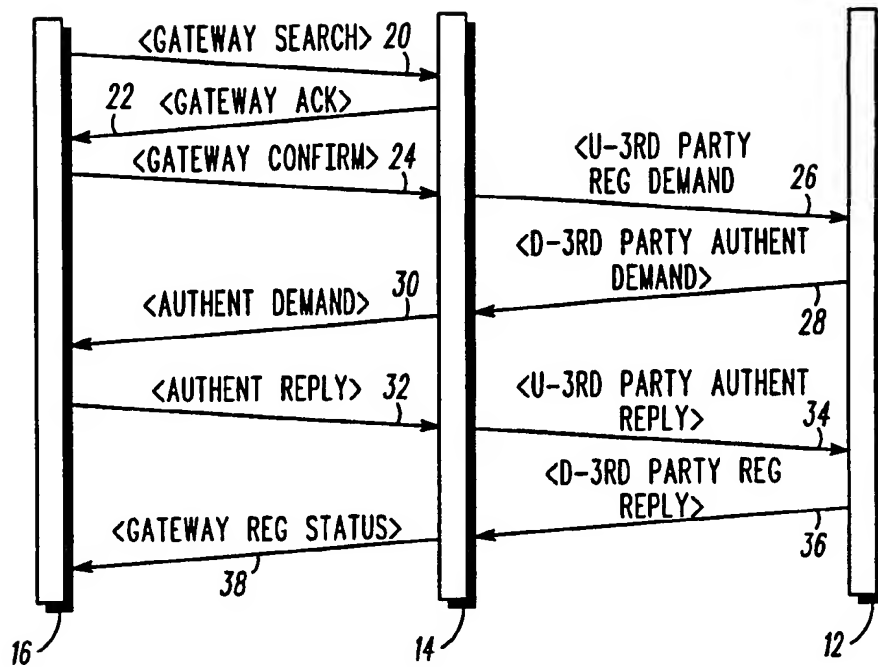 <GATEWAY SEARCH> 20
22 <GATEWAY ACK>
<GATEWAY CONFIRM> 24
<U-3RD PARTY
REG DEMAND
26
<D-3RD PARTY AUTHENT
DEMAND>
28
<AUTHENT DEMAND> 30
<AUTHENT REPLY> 32
<U-3RD PARTY AUTHENT
REPLY>
34
<D-3RD PARTY REG
REPLY>
36
<GATEWAY REG STATUS>
38
16
14
12